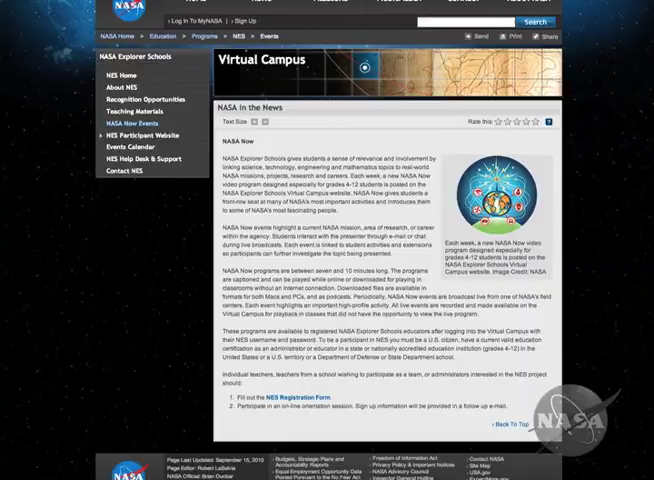 NASA
› Log In To MyNASA | › Sign Up
Search
NASA Home › Education › Programs › NES › Events
Send Print Share
NASA Explorer Schools
NES Home
About NES
Recognition Opportunities
Teaching Materials
NASA Now Events
NES Participant Website
Events Calendar
NES Help Desk & Support
Contact NES
Virtual Campus
NASA In the News
Text Size + -
Rate this: ?
NASA Now
NASA Explorer Schools gives students a sense of relevance and involvement by
linking science, technology, engineering and mathematics topics to real-world
NASA missions, projects, research and careers. Each week, a new NASA Now
video program designed especially for grades 4-12 students is posted on the
NASA Explorer Schools Virtual Campus website. NASA Now gives students a
front-row seat at many of NASA's most important activities and introduces them
to some of NASA's most fascinating people.
Each week, a new NASA Now video
program designed especially for
grades 4-12 students is posted on the
NASA Explorer Schools Virtual
Campus website. Image Credit: NASA
NASA Now events highlight a current NASA mission, area of research, or career
within the agency. Students interact with the presenter through e-mail or chat
during live broadcasts. Each event is linked to student activities and extensions
so participants can further investigate the topic being presented.
NASA Now programs are between seven and 10 minutes long. The programs
are captioned and can be played while online or downloaded for playing in
classrooms without an Internet connection. Downloaded files are available in
formats for both Macs and PCs, and as podcasts. Periodically, NASA Now events are broadcast live from one of NASA's field
centers. Each event highlights an important high-profile activity. All live events are recorded and made available on the
Virtual Campus for playback in classes that did not have the opportunity to view the live program.
These programs are available to registered NASA Explorer Schools educators after logging into the Virtual Campus with
their NES username and password. To be a participant in NES you must be a U.S. citizen, have a current valid education
certification as an administrator or educator in a state or nationally accredited education institution (grades 4-12) in the
United States or a U.S. territory or a Department of Defense or State Department school.
Individual teachers, teachers from a school wishing to participate as a team, or administrators interested in the NES project
should:
1. Fill out the NES Registration Form.
2. Participate in an on-line orientation session. Sign up information will be provided in a follow up e-mail.
› Back To Top
NASA
NASA
Page Last Updated: September 15, 2010
Page Editor: Robert LaSalvia
NASA Official: Brian Dunbar
› Budgets, Strategic Plans and
Accountability Reports
› Equal Employment Opportunity Data
Posted Pursuant to the No Fear Act
› Freedom of Information Act
› Privacy Policy & Important Notices
› NASA Advisory Council
› Inspector General Hotline
› Contact NASA
› Site Map
› USA.gov